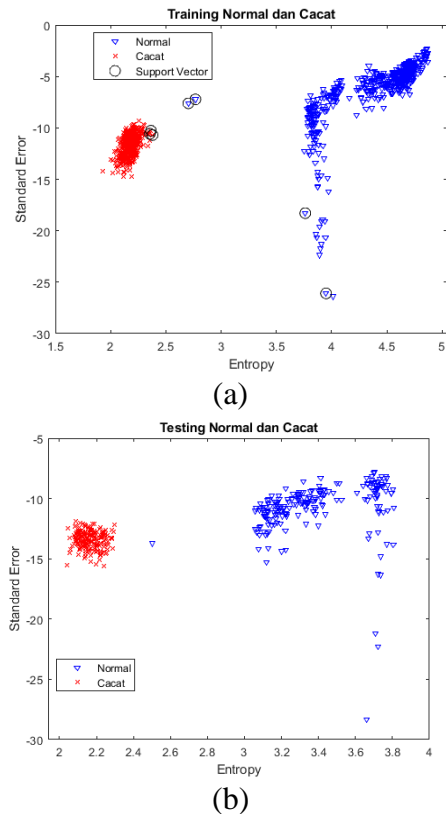 Training Normal dan Cacat
0
-5
-10
-15
-20
-25
-30
Standard Error
Normal
Cacat
Support Vector
1.5 2 2.5 3 3.5 4 4.5 5
Entropy
(a)
Testing Normal dan Cacat
-5
-10
-15
-20
-25
-30
Standard Error
Normal
Cacat
2 2.2 2.4 2.6 2.8 3 3.2 3.4 3.6 3.8 4
Entropy
(b)